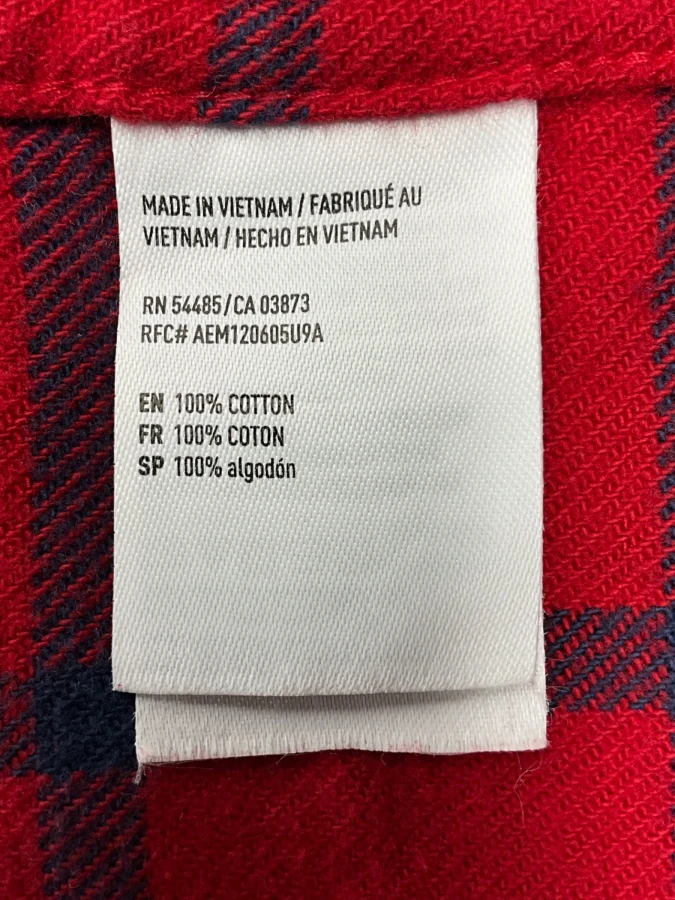 MADE IN VIETNAM / FABRIQUÉ AU
VIETNAM / HECHO EN VIETNAM
RN 54485/CA 03873
RFC# AEM120605U9A
EN 100% COTTON
FR 100% COTON
SP 100% algodón